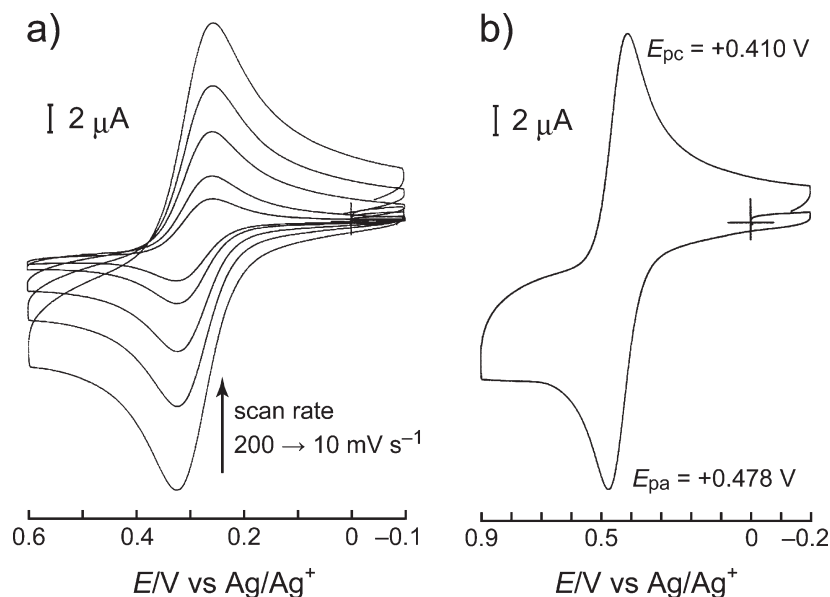 a)
2 μA
scan rate
200 → 10 mV s⁻¹
0.6 0.4 0.2 0 –0.1
E/V vs Ag/Ag⁺
b)
Epc = +0.410 V
2 μA
Epa = +0.478 V
0.9 0.5 0 –0.2
E/V vs Ag/Ag⁺